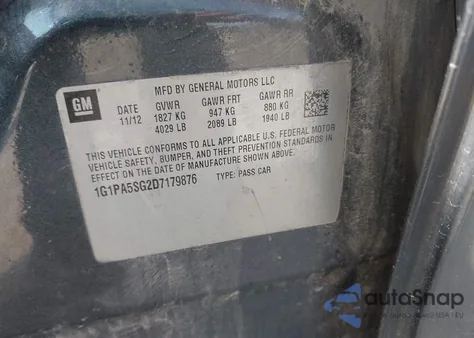 MFD BY GENERAL MOTORS LLC
GM
DATE GVWR GAWR FRT GAWR RR
11/12 1827 KG 947 KG 880 KG
4029 LB 2089 LB 1940 LB
THIS VEHICLE CONFORMS TO ALL APPLICABLE U.S. FEDERAL MOTOR
VEHICLE SAFETY, BUMPER, AND THEFT PREVENTION STANDARDS IN
EFFECT ON THE DATE OF MANUFACTURE SHOWN ABOVE.
1G1PA5SG2D7179876 TYPE: PASS CAR
autoSnap